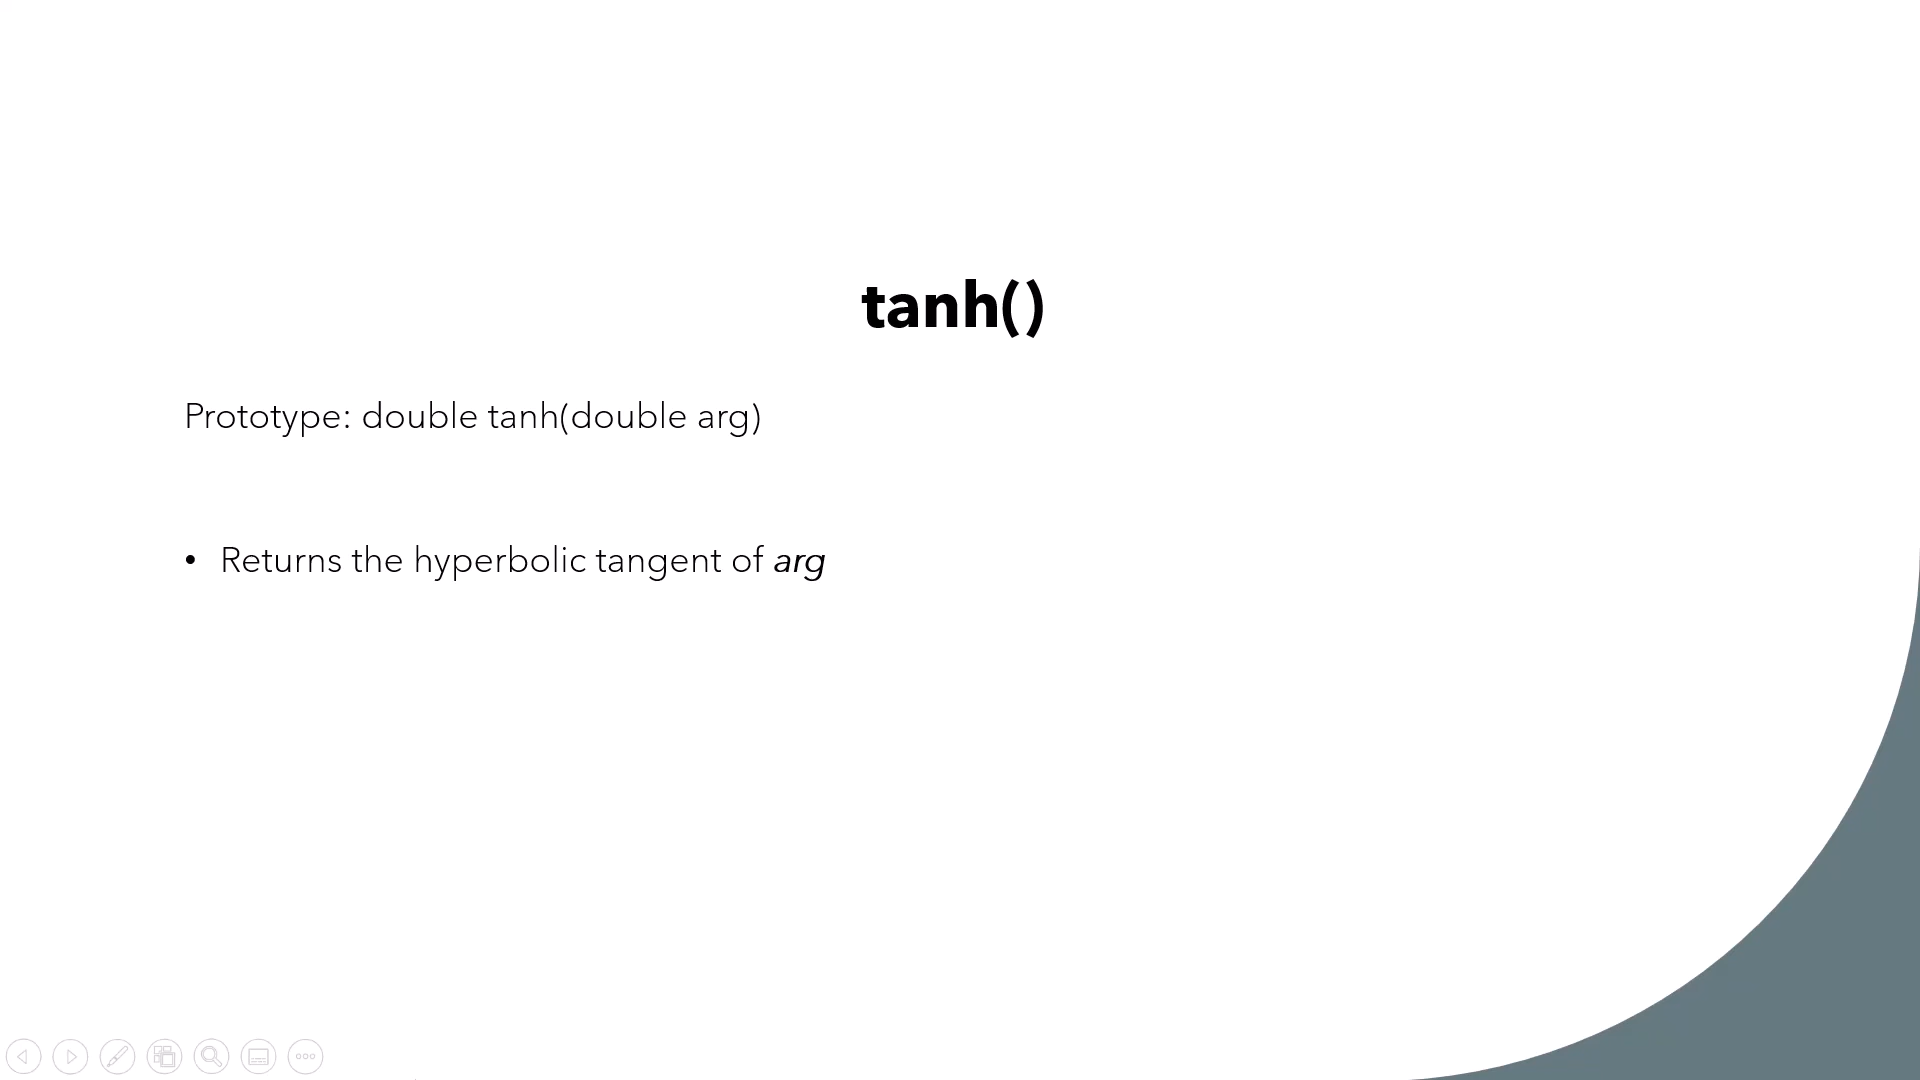 tanh()
Prototype: double tanh(double arg)
• Returns the hyperbolic tangent of arg